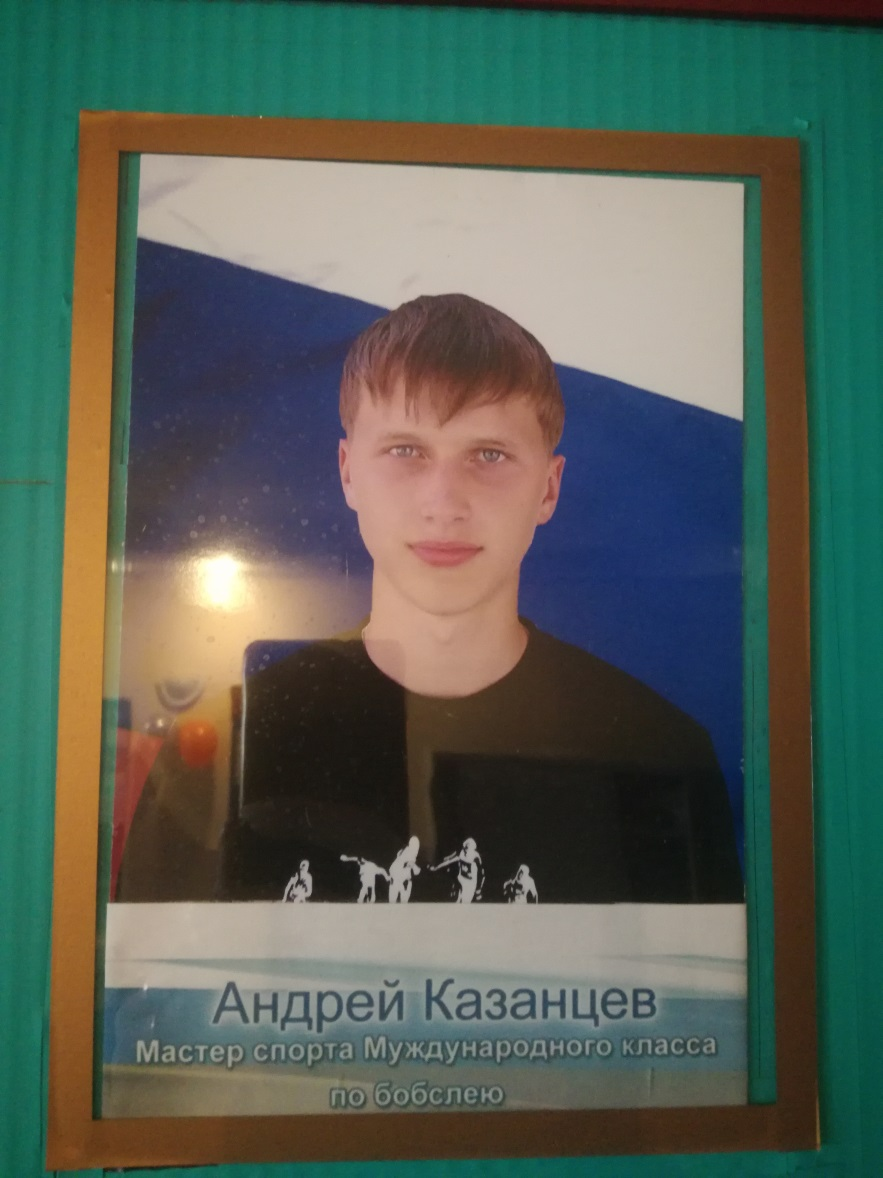 Андрей Казанцев
Мастер спорта Муждународного класса
по бобслею